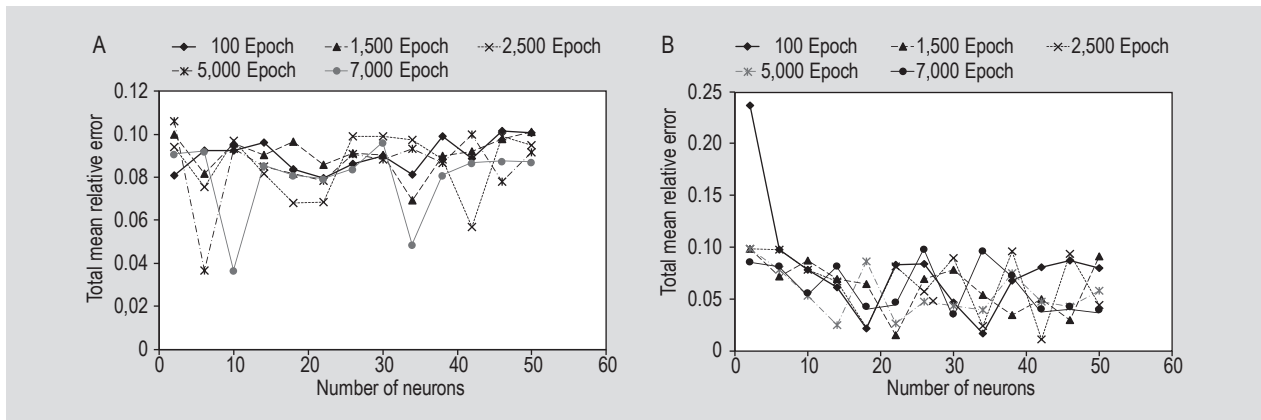 A
100 Epoch 1,500 Epoch 2,500 Epoch
5,000 Epoch 7,000 Epoch
Total mean relative error
0.12
0.10
0.08
0.06
0.04
0,02
0
0 10 20 30 40 50 60
Number of neurons
B
100 Epoch 1,500 Epoch 2,500 Epoch
5,000 Epoch 7,000 Epoch
Total mean relative error
0.25
0.20
0.15
0.10
0.05
0
0 10 20 30 40 50 60
Number of neurons